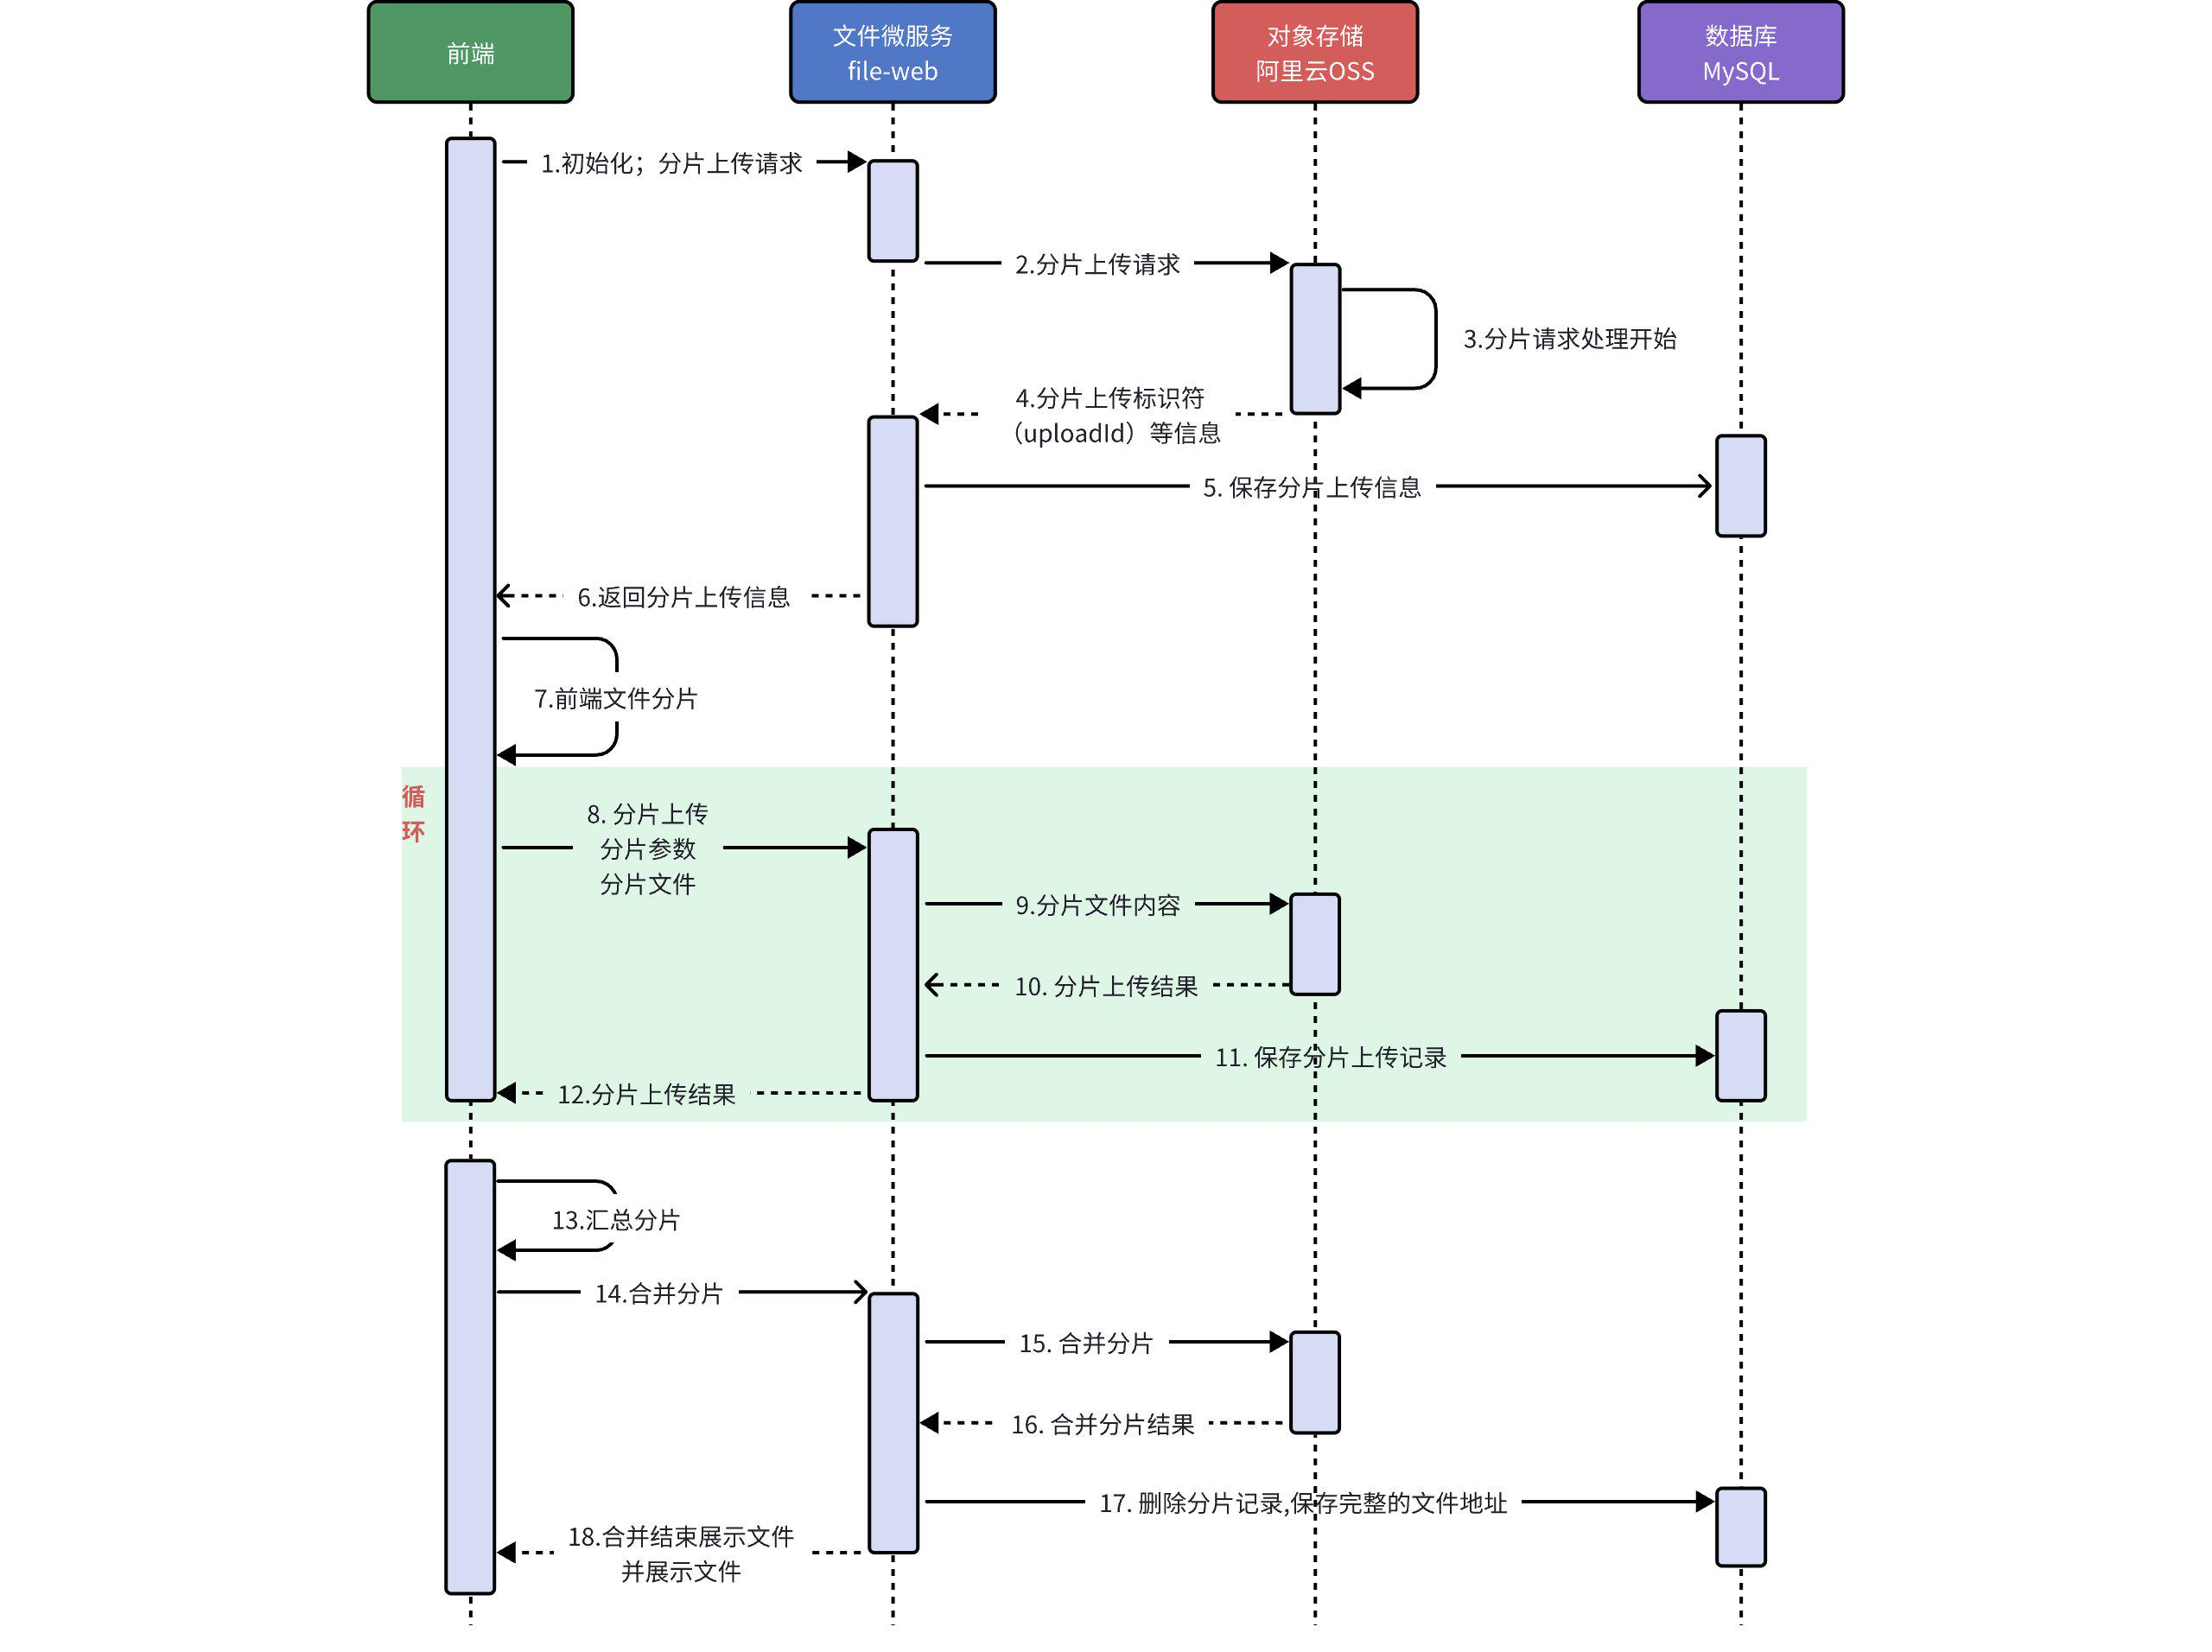 前端
文件微服务
file-web
对象存储
阿里云OSS
数据库
MySQL
1.初始化；分片上传请求
2.分片上传请求
3.分片请求处理开始
4.分片上传标识符
（uploadId）等信息
5. 保存分片上传信息
6.返回分片上传信息
7.前端文件分片
循
环
8. 分片上传
分片参数
分片文件
9.分片文件内容
10. 分片上传结果
11. 保存分片上传记录
12.分片上传结果
13.汇总分片
14.合并分片
15. 合并分片
16. 合并分片结果
17. 删除分片记录,保存完整的文件地址
18.合并结束展示文件
并展示文件